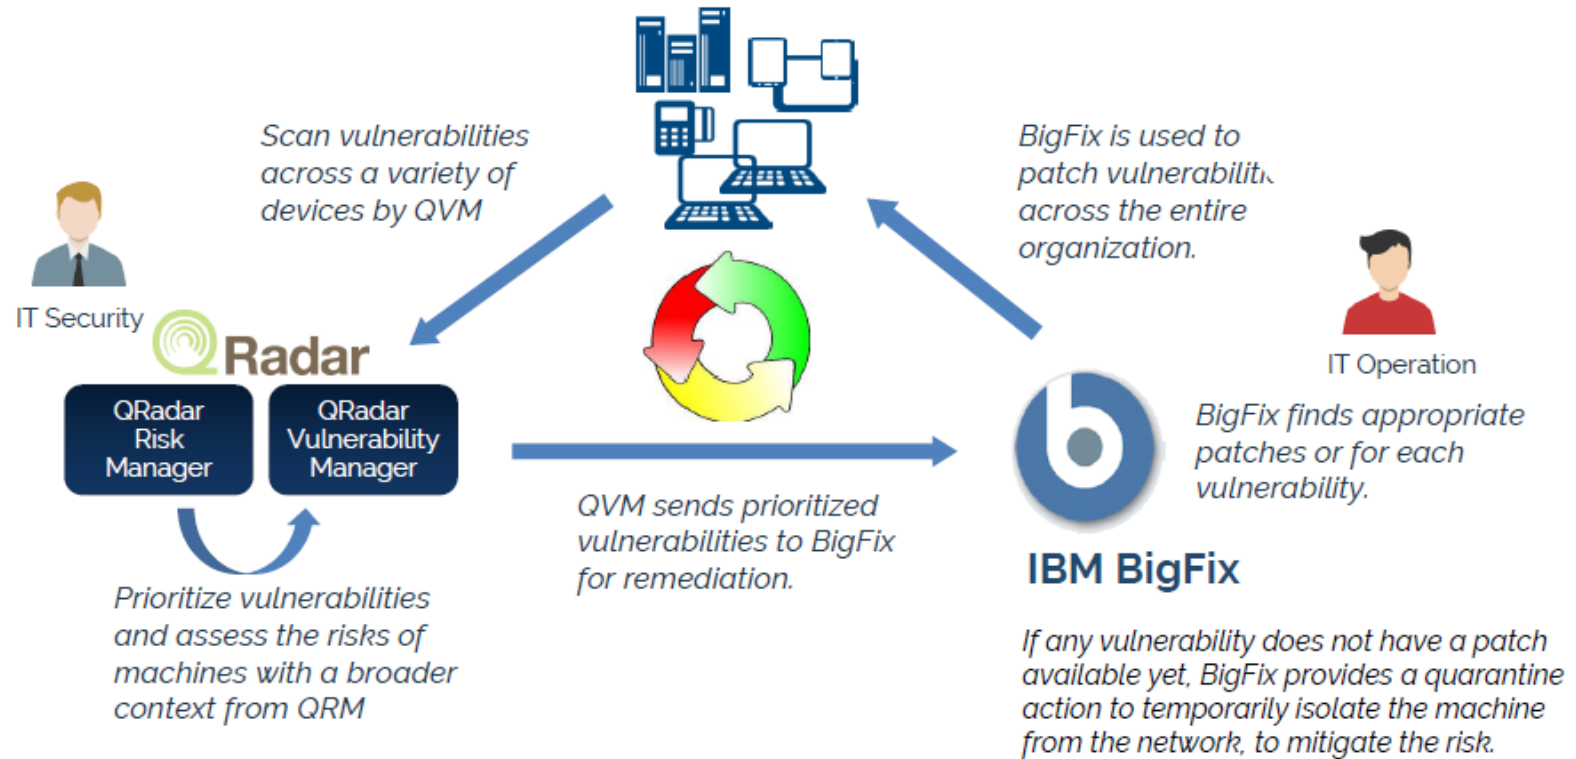 Scan vulnerabilities
across a variety of
devices by QVM
BigFix is used to
patch vulnerabiliti
across the entire
organization.
IT Security
QRadar
IT Operation
QRadar
Risk
Manager
QRadar
Vulnerability
Manager
BigFix finds appropriate
patches or for each
vulnerability.
QVM sends prioritized
vulnerabilities to BigFix
for remediation.
b
IBM BigFix
Prioritize vulnerabilities
and assess the risks of
machines with a broader
context from QRM
If any vulnerability does not have a patch
available yet, BigFix provides a quarantine
action to temporarily isolate the machine
from the network, to mitigate the risk.